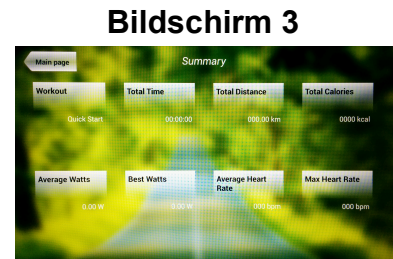 Bildschirm 3
Main page
Summary
Workout
Total Time
Total Distance
Total Calories
Quick Start
00:00:00
000.00 km
0000 kcal
Average Watts
Best Watts
Average Heart
Rate
Max Heart Rate
0.00 W
0.00 W
000 bpm
000 bpm